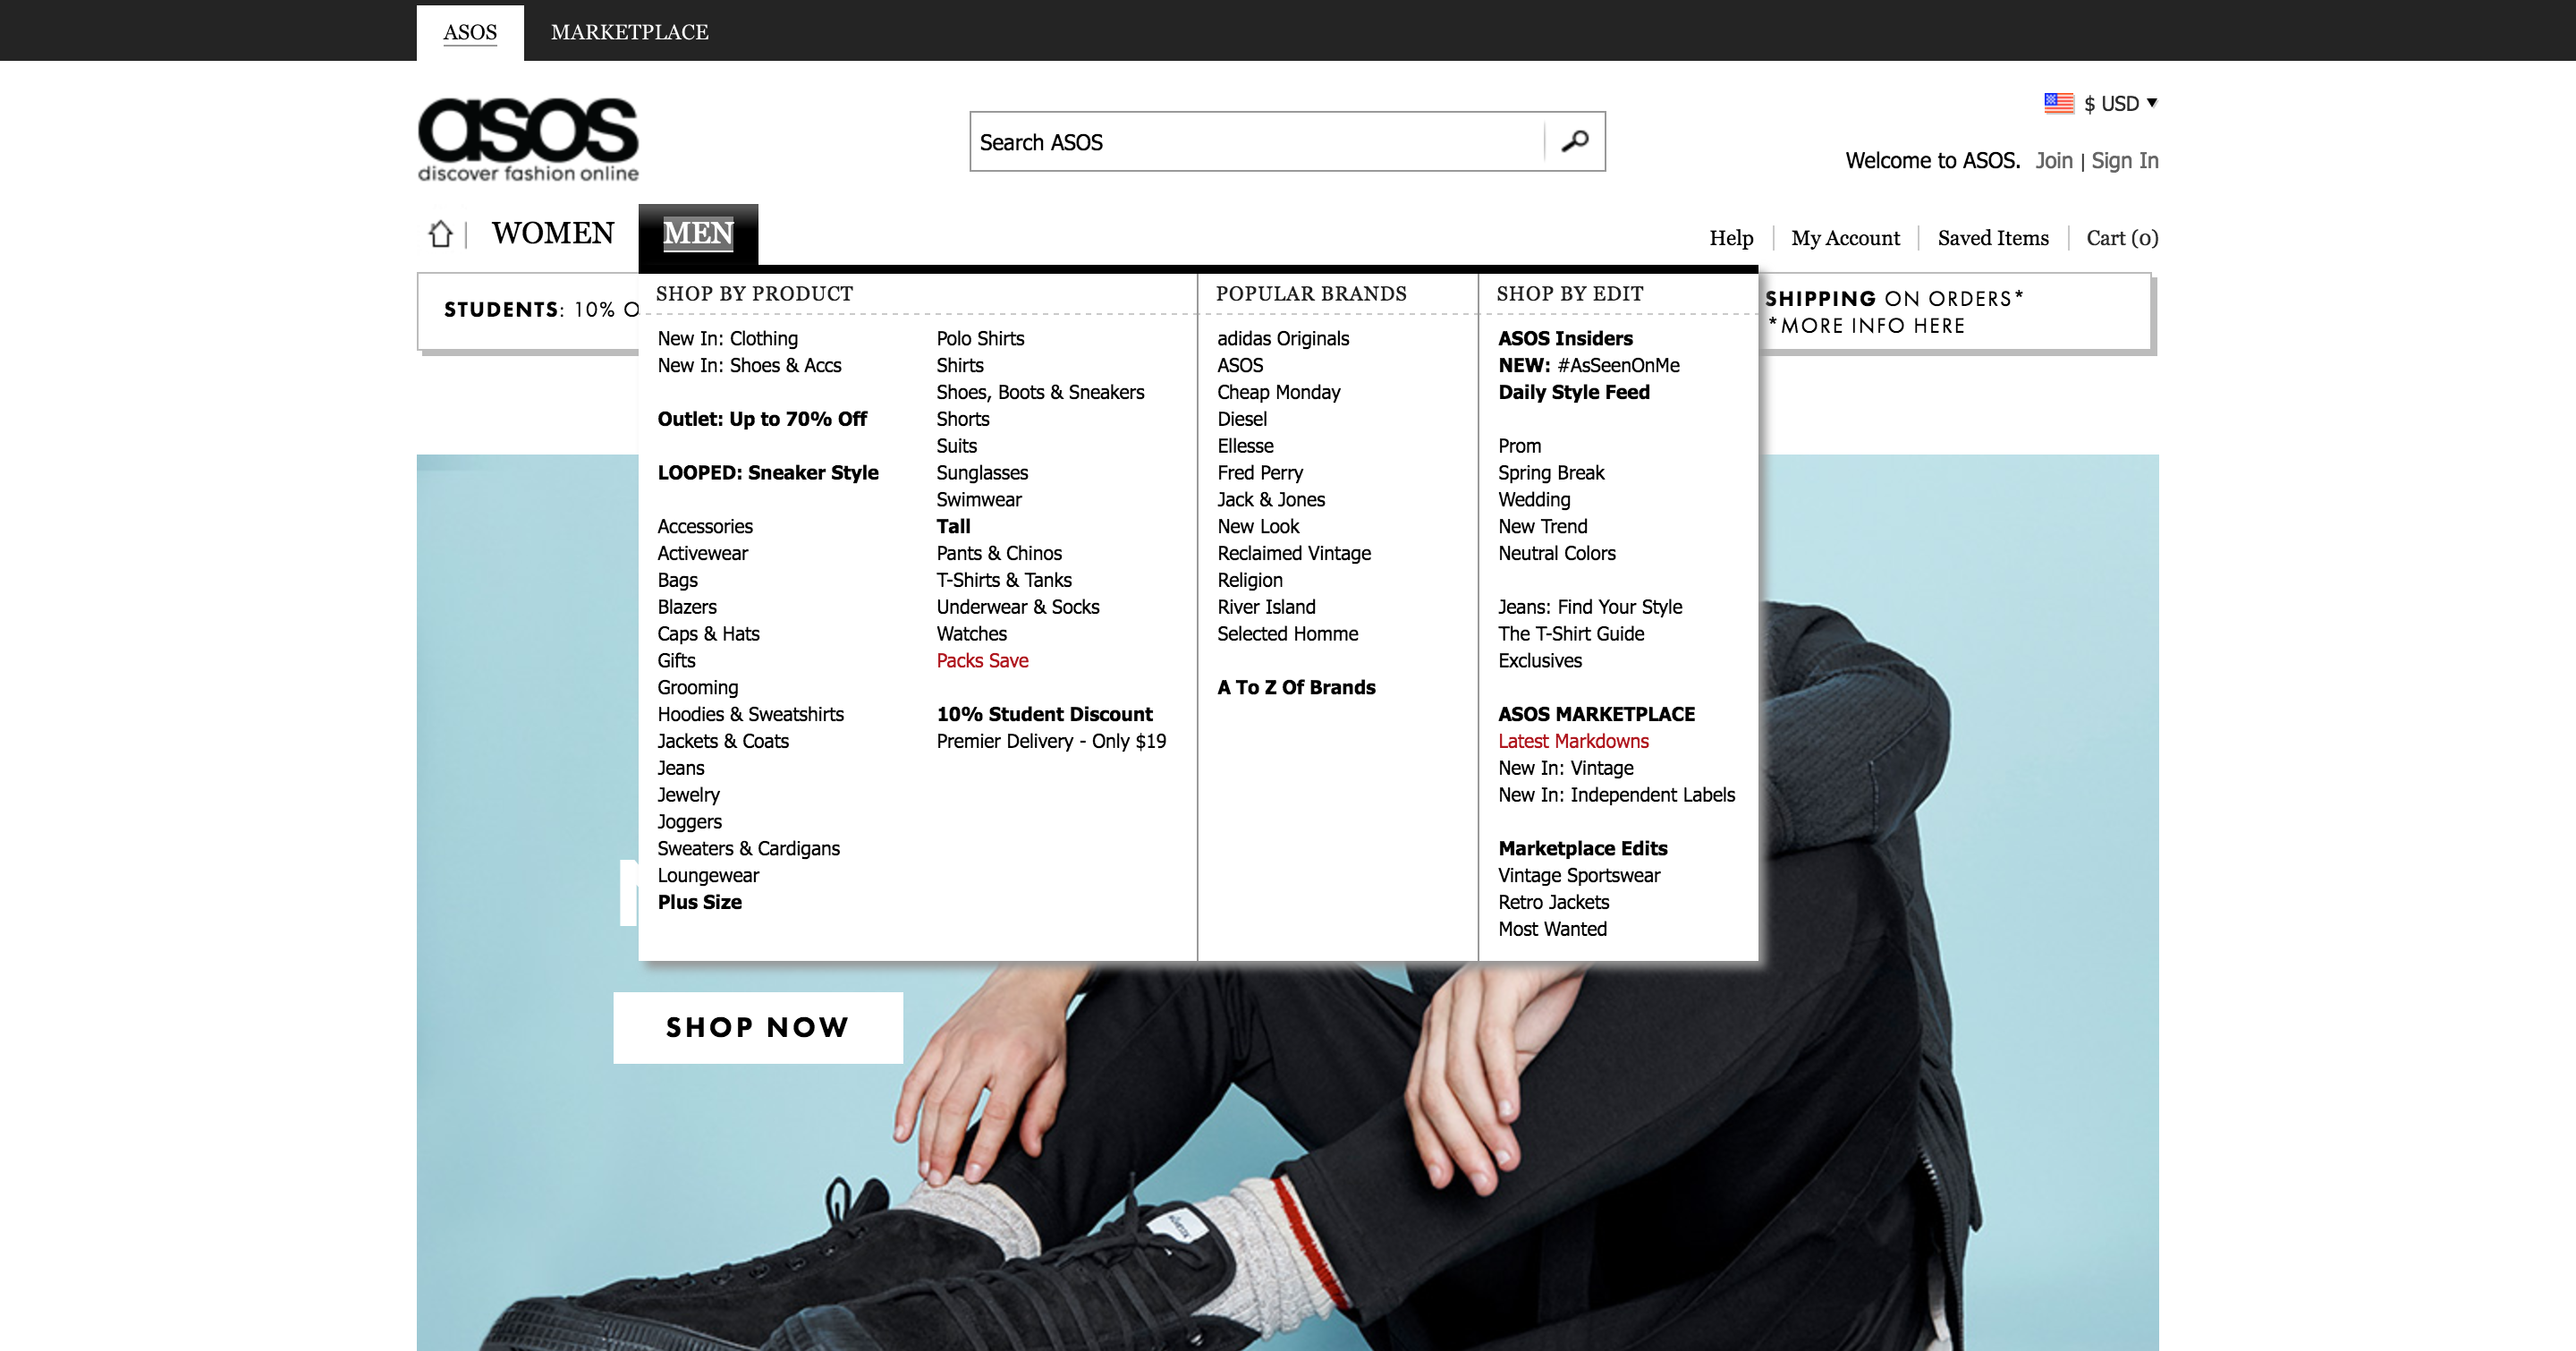 ASOS
MARKETPLACE
asos
discover fashion online
Search ASOS
$ USD
Welcome to ASOS. Join | Sign In
WOMEN
MEN
Help
My Account
Saved Items
Cart (0)
STUDENTS: 10% O
SHIPPING ON ORDERS*
*MORE INFO HERE
SHOP BY PRODUCT
New In: Clothing
New In: Shoes & Accs
Outlet: Up to 70% Off
LOOPED: Sneaker Style
Accessories
Activewear
Bags
Blazers
Caps & Hats
Gifts
Grooming
Hoodies & Sweatshirts
Jackets & Coats
Jeans
Jewelry
Joggers
Sweaters & Cardigans
Loungewear
Plus Size
Polo Shirts
Shirts
Shoes, Boots & Sneakers
Shorts
Suits
Sunglasses
Swimwear
Tall
Pants & Chinos
T-Shirts & Tanks
Underwear & Socks
Watches
Packs Save
10% Student Discount
Premier Delivery - Only $19
POPULAR BRANDS
adidas Originals
ASOS
Cheap Monday
Diesel
Ellesse
Fred Perry
Jack & Jones
New Look
Reclaimed Vintage
Religion
River Island
Selected Homme
A To Z Of Brands
SHOP BY EDIT
ASOS Insiders
NEW: #AsSeenOnMe
Daily Style Feed
Prom
Spring Break
Wedding
New Trend
Neutral Colors
Jeans: Find Your Style
The T-Shirt Guide
Exclusives
ASOS MARKETPLACE
Latest Markdowns
New In: Vintage
New In: Independent Labels
Marketplace Edits
Vintage Sportswear
Retro Jackets
Most Wanted
SHOP NOW